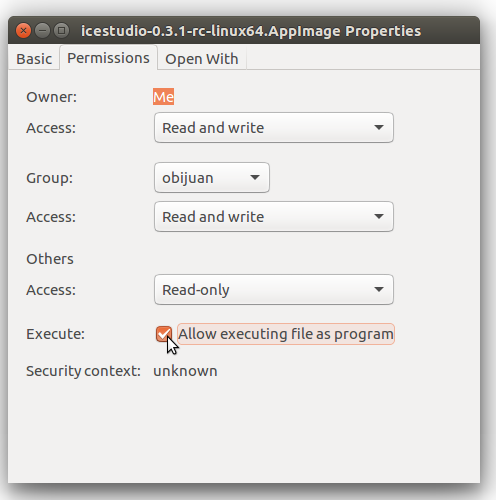 icestudio-0.3.1-rc-linux64.AppImage Properties
Basic Permissions Open With
Owner: Me
Access: Read and write
Group: obijuan
Access: Read and write
Others
Access: Read-only
Execute: Allow executing file as program
Security context: unknown